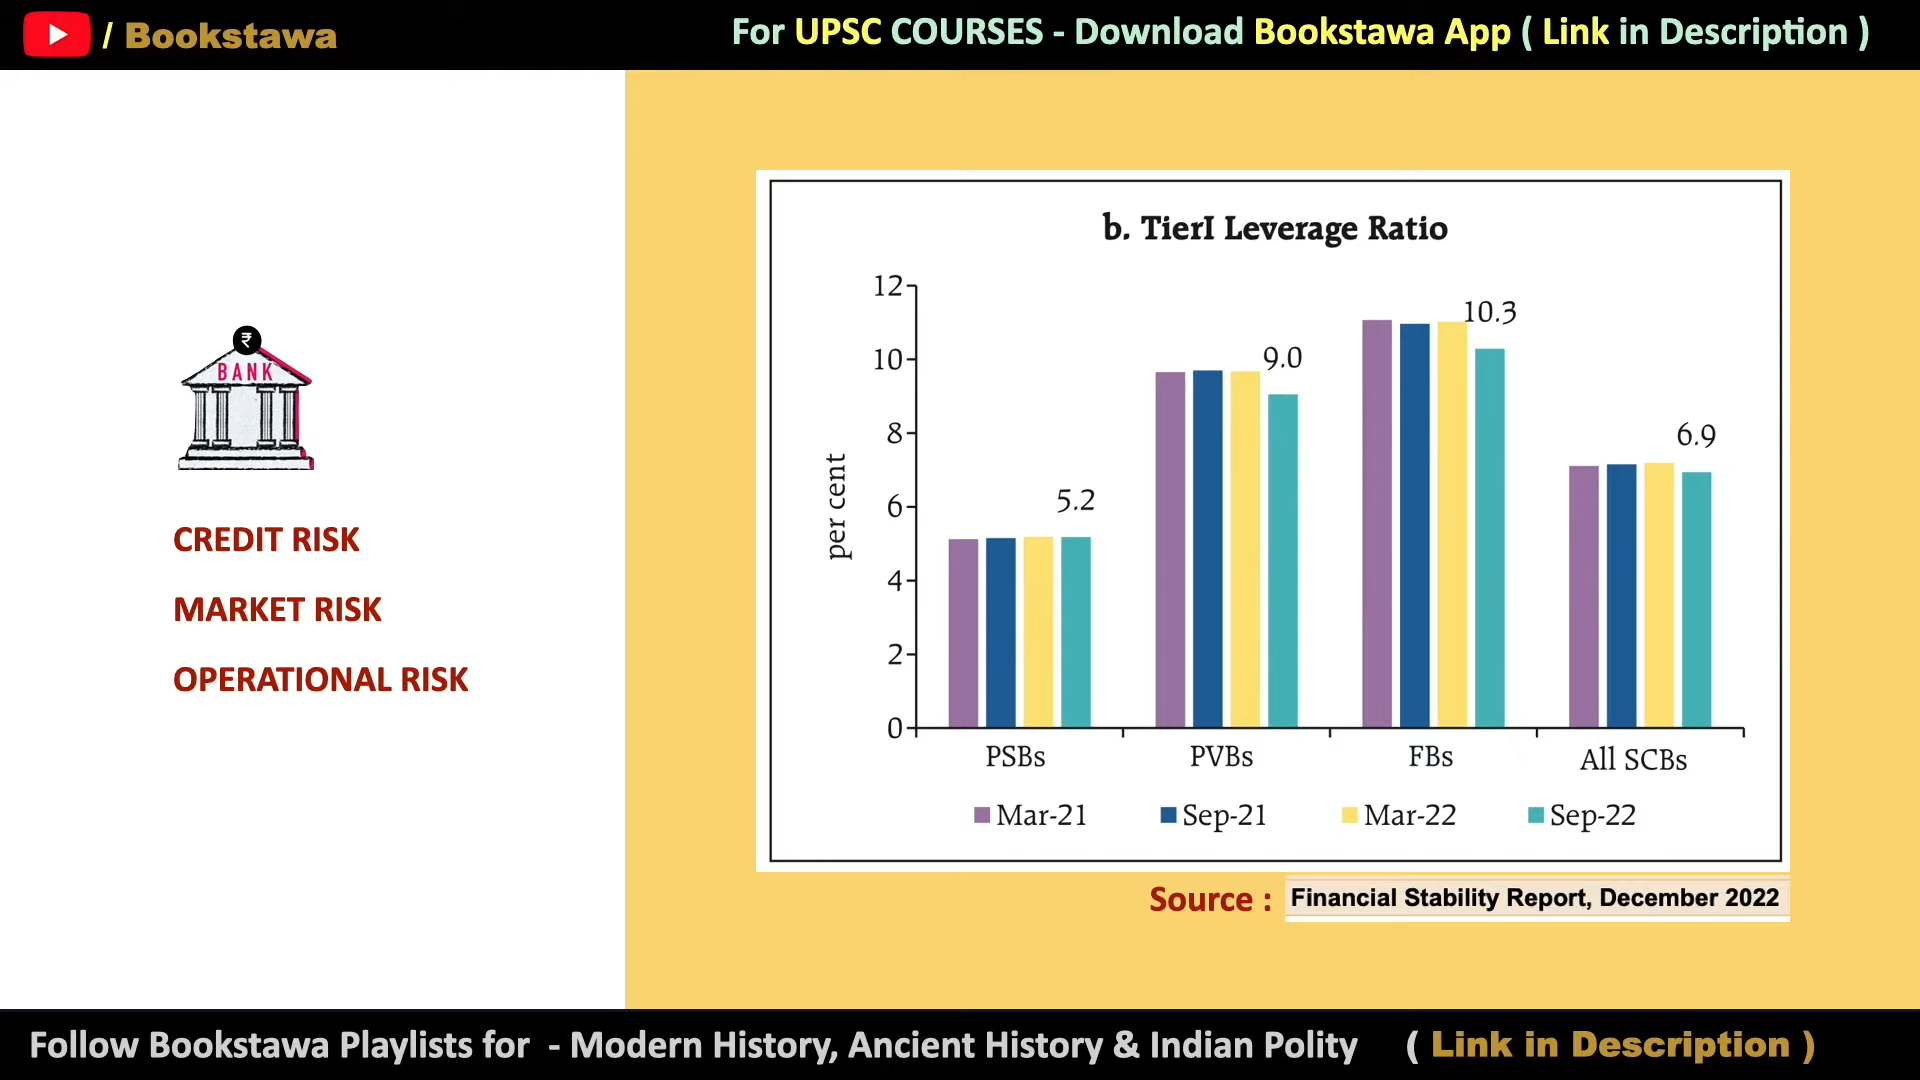 / Bookstawa
For UPSC COURSES - Download Bookstawa App ( Link in Description )
₹
BANK
CREDIT RISK
MARKET RISK
OPERATIONAL RISK
b. TierI Leverage Ratio
per cent
12
10
8
6
4
2
0
5.2
9.0
10.3
6.9
PSBs PVBs FBs All SCBs
Mar-21 Sep-21 Mar-22 Sep-22
Source : Financial Stability Report, December 2022
Follow Bookstawa Playlists for - Modern History, Ancient History & Indian Polity ( Link in Description )